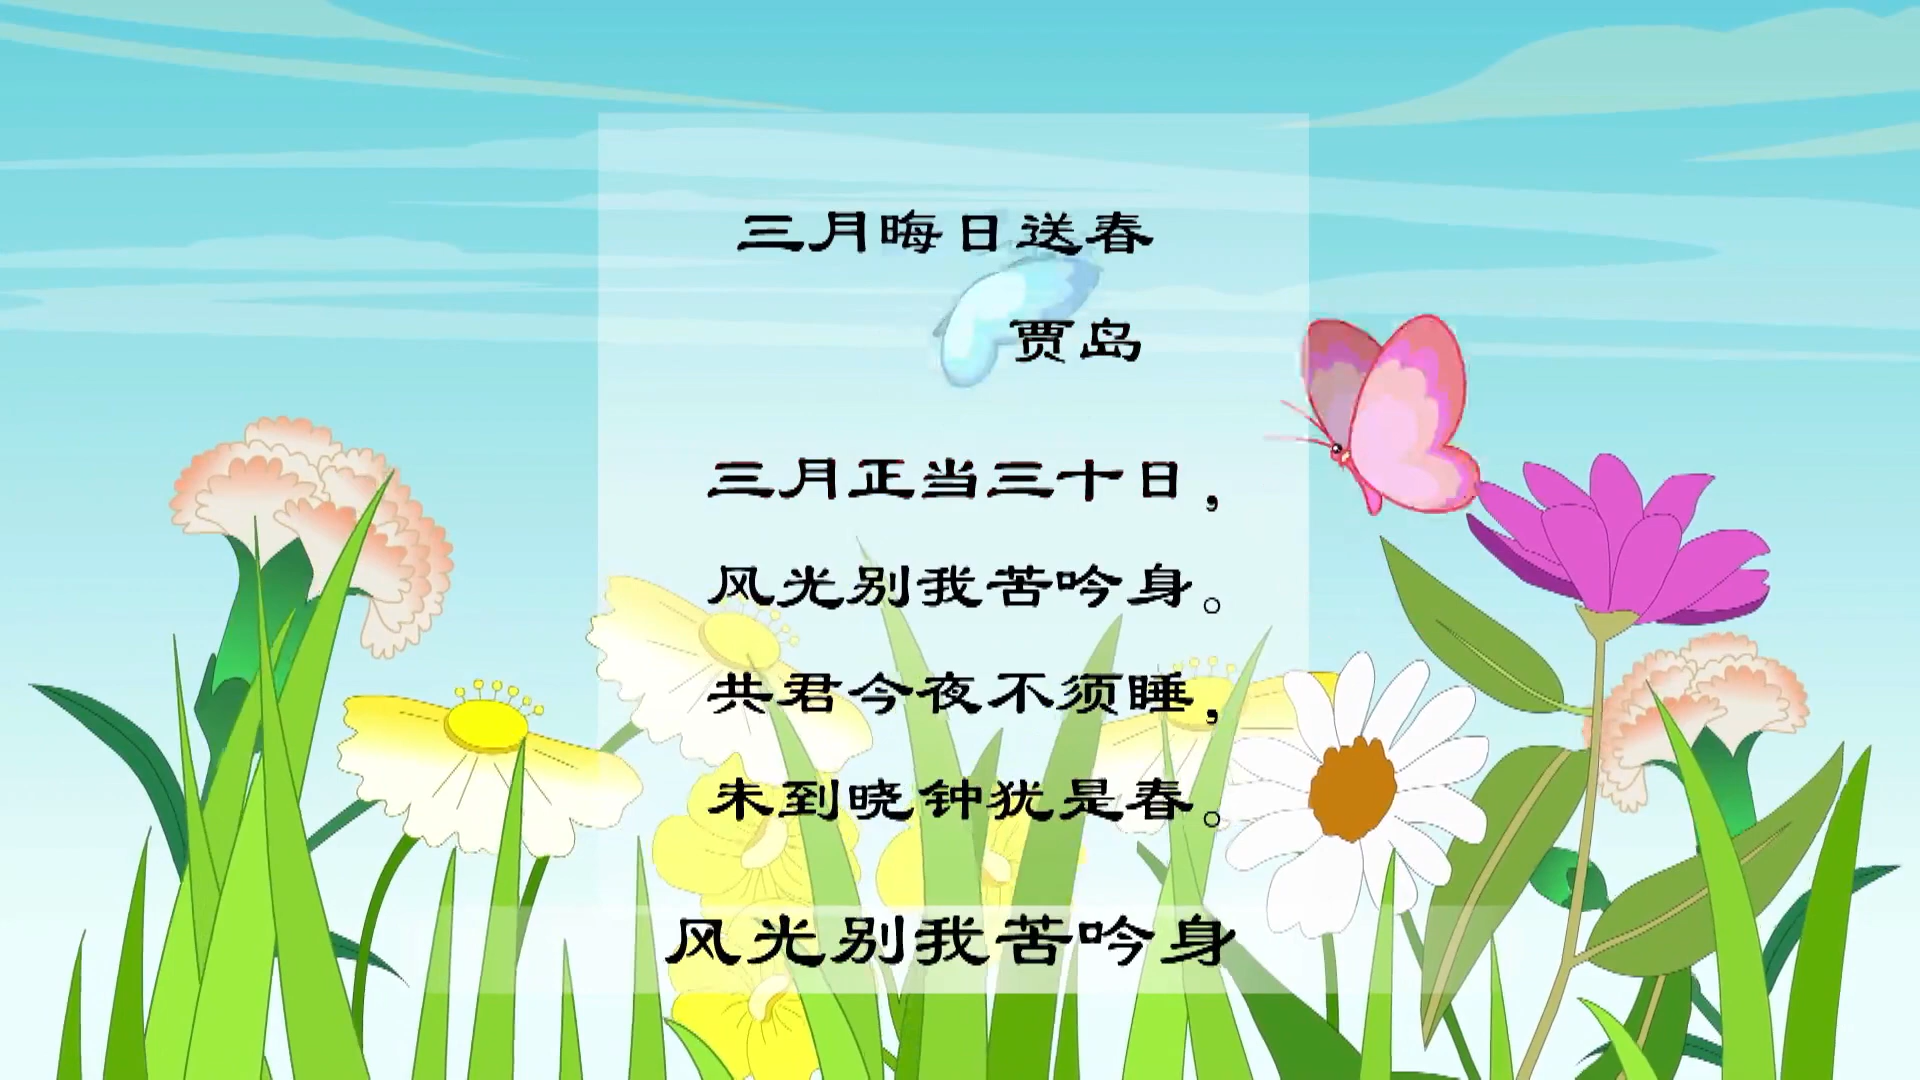 三月晦日送春
贾岛
三月正当三十日，
风光别我苦吟身。
共君今夜不须睡，
未到晓钟犹是春。
风光别我苦吟身